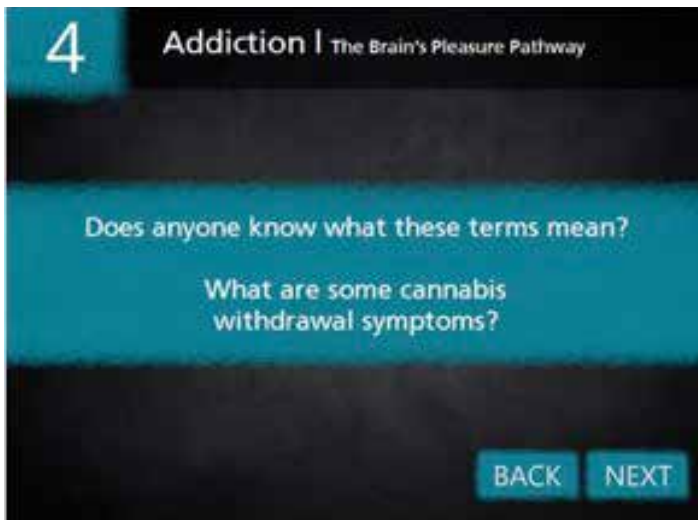 4
Addiction | The Brain's Pleasure Pathway
Does anyone know what these terms mean?
What are some cannabis
withdrawal symptoms?
BACK NEXT